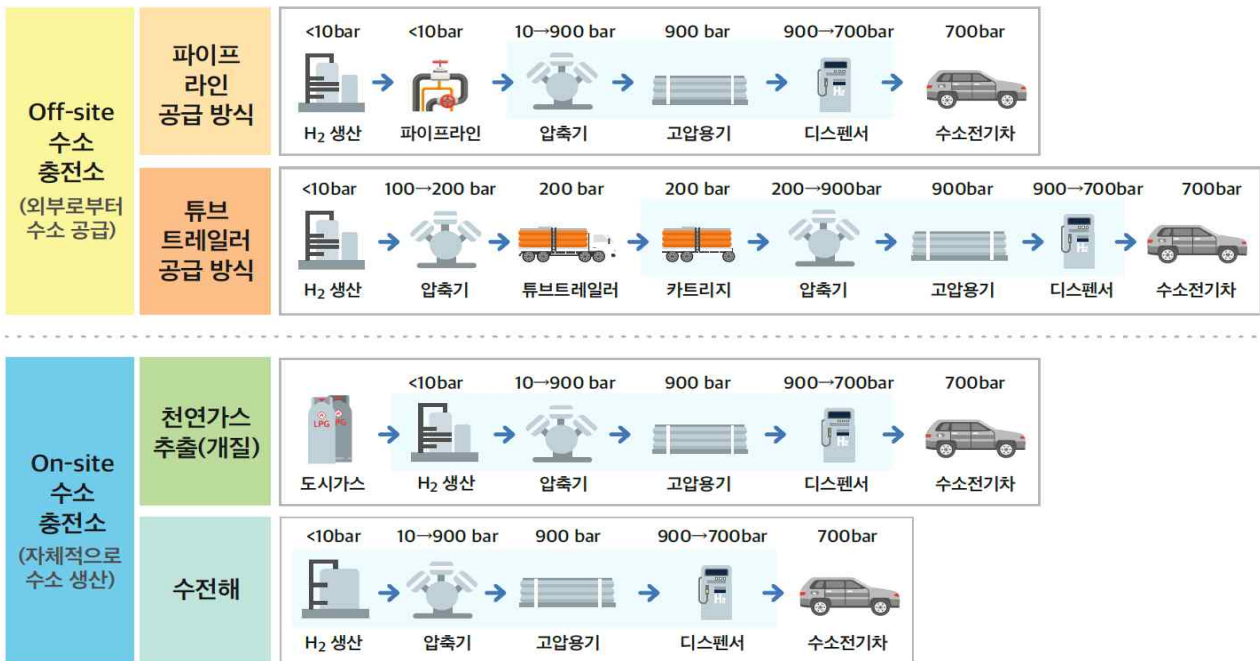 Off-site
수소
충전소
(외부로부터
수소 공급)
파이프
라인
공급 방식
<10bar <10bar 10→900 bar 900 bar 900→700bar 700bar
H₂
H₂ 생산 파이프라인 압축기 고압용기 디스펜서 수소전기차
튜브
트레일러
공급 방식
<10bar 100→200 bar 200 bar 200 bar 200→900bar 900bar 900→700bar 700bar
H₂
H₂ 생산 압축기 튜브트레일러 카트리지 압축기 고압용기 디스펜서 수소전기차
On-site
수소
충전소
(자체적으로
수소 생산)
천연가스
추출(개질)
<10bar 10→900 bar 900 bar 900→700bar 700bar
LPG PG H₂
도시가스 H₂ 생산 압축기 고압용기 디스펜서 수소전기차
수전해
<10bar 10→900 bar 900 bar 900→700bar 700bar
H₂
H₂ 생산 압축기 고압용기 디스펜서 수소전기차